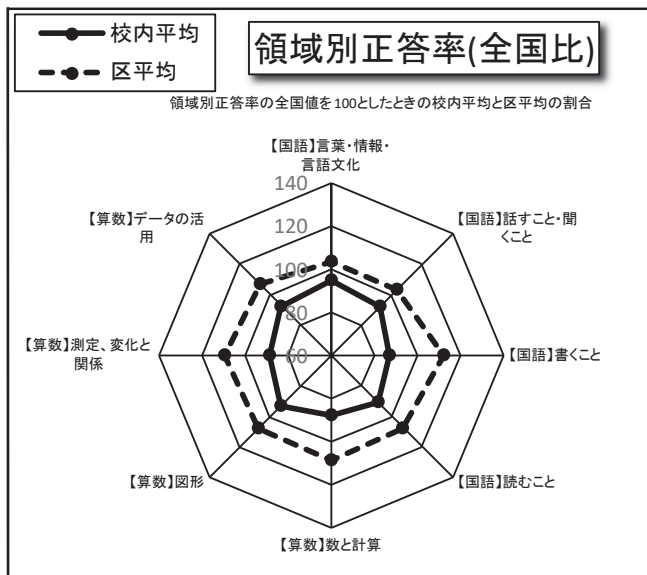 校内平均
区平均
領域別正答率(全国比)
領域別正答率の全国値を100としたときの校内平均と区平均の割合
【国語】言葉・情報・
言語文化
140
120
100
80
60
【国語】話すこと・聞
くこと
【国語】書くこと
【国語】読むこと
【算数】数と計算
【算数】図形
【算数】測定、変化と
関係
【算数】データの活
用